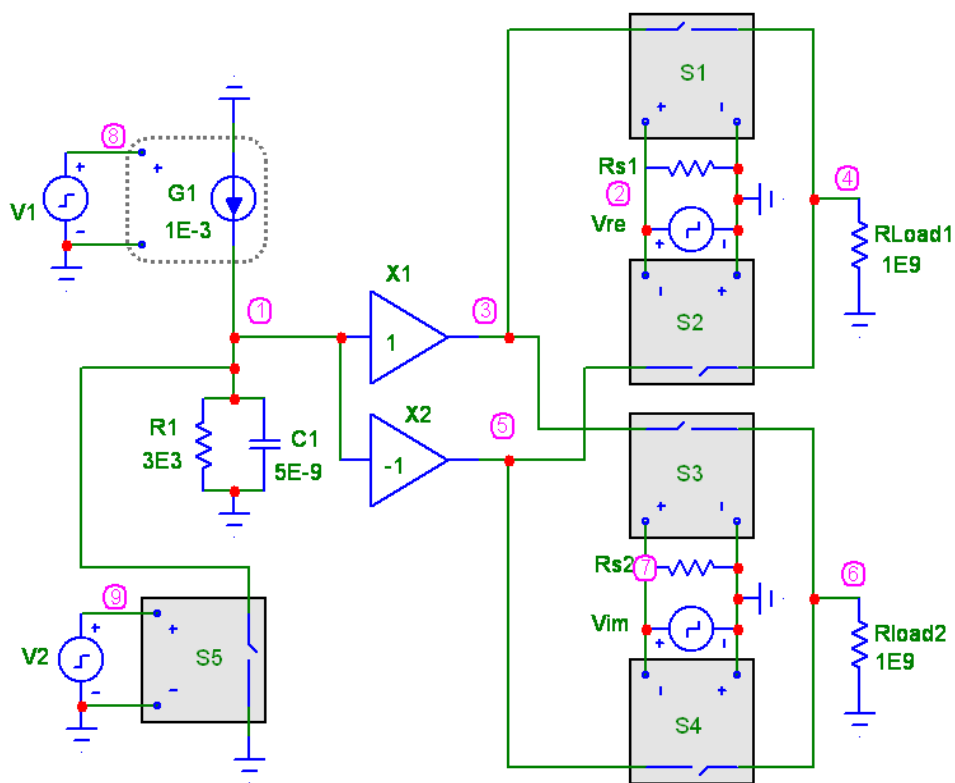 S1
+ -
8
+
+
G1
1E-3
V1
-
Rs1
2
4
Vre
+ -
RLoad1
1E9
- +
S2
1
X1
1
3
X2
-1
5
R1
3E3
C1
5E-9
S3
+ -
Rs2
7
6
Vim
+ -
Rload2
1E9
- +
S4
9
+
+
V2
S5
-
-